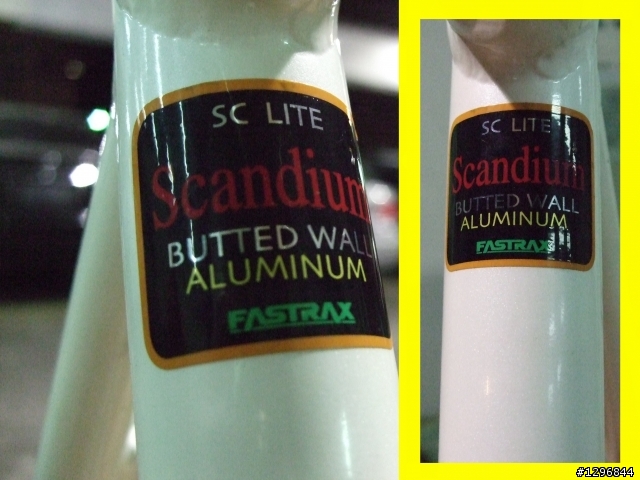 SC LITE
Scandium
BUTTED WALL
ALUMINUM
FASTRAX
SC LITE
Scandium
BUTTED WALL
ALUMINUM
FASTRAX
#1296844